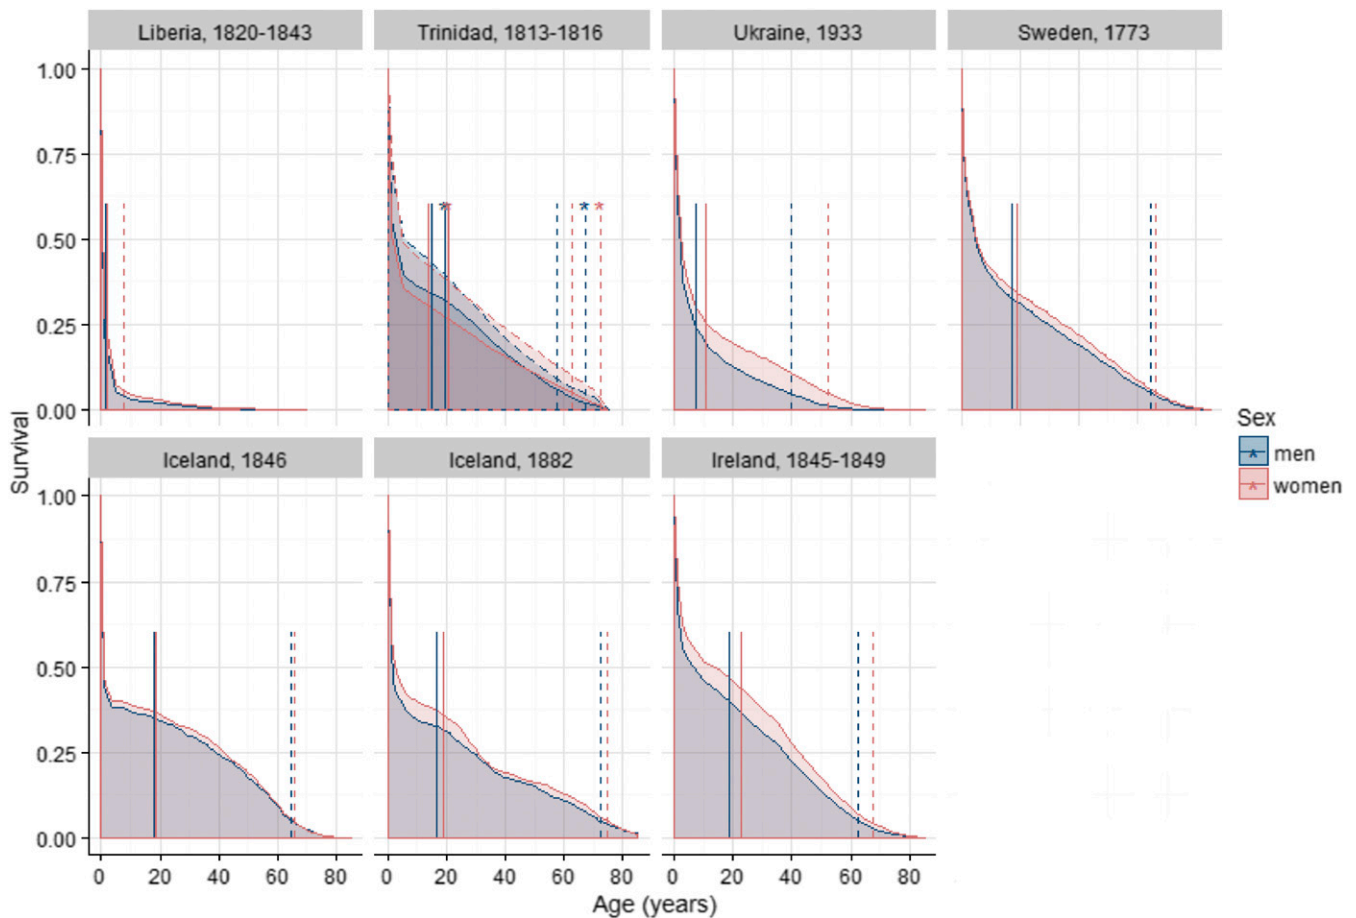 Liberia, 1820-1843 Trinidad, 1813-1816 Ukraine, 1933 Sweden, 1773
1.00
0.75
0.50
0.25
0.00
* * * *
Survival
Iceland, 1846 Iceland, 1882 Ireland, 1845-1849
1.00
0.75
0.50
0.25
0.00
0 20 40 60 80 0 20 40 60 80 0 20 40 60 80
Age (years)
Sex
men
women